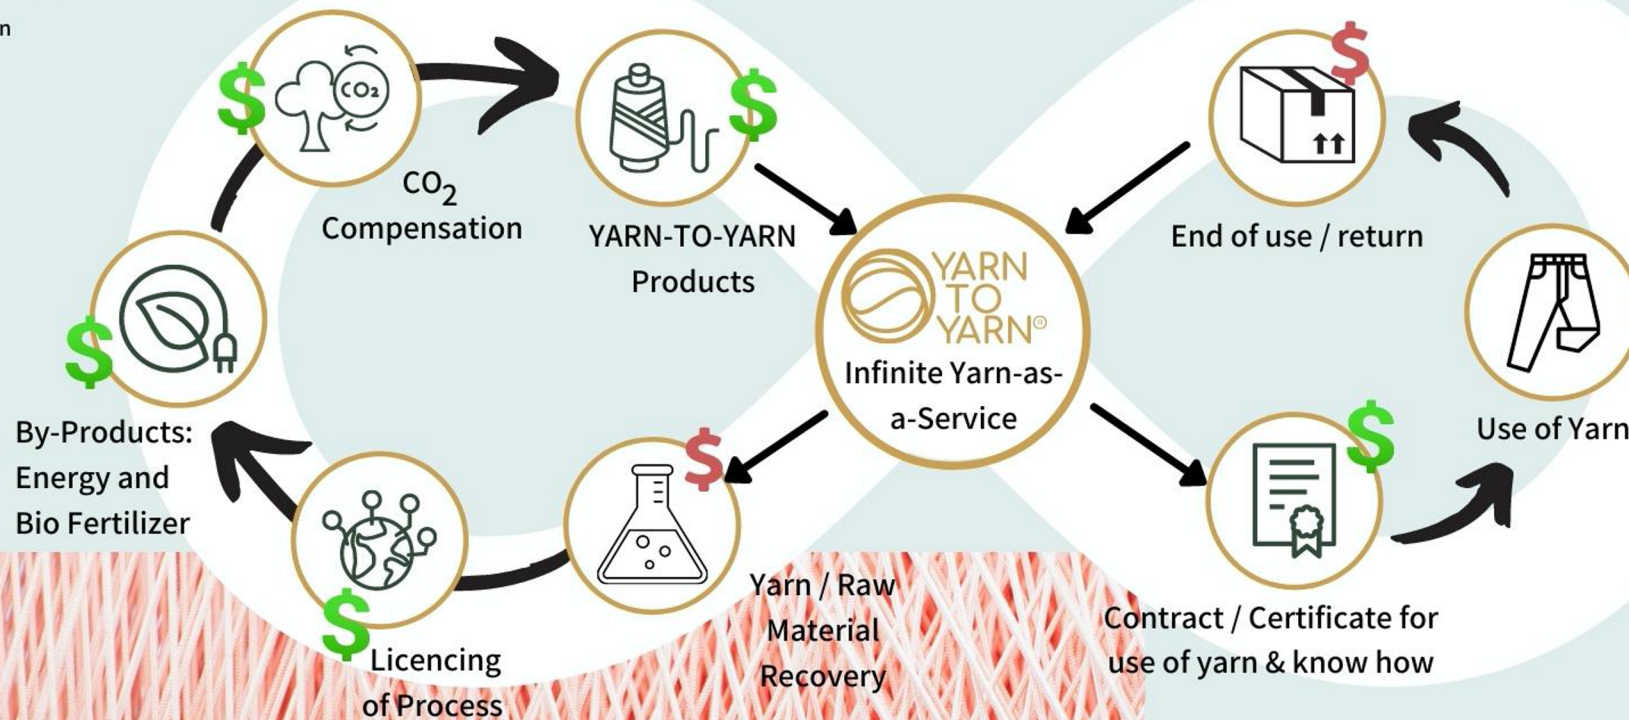 n
CO₂
CO₂
Compensation
YARN-TO-YARN
Products
By-Products:
Energy and
Bio Fertilizer
Licencing
of Process
Yarn / Raw
Material
Recovery
YARN
TO
YARN®
Infinite Yarn-as-
a-Service
End of use / return
Use of Yarn
Contract / Certificate for
use of yarn & know how
$
$
$
$
$
$
$